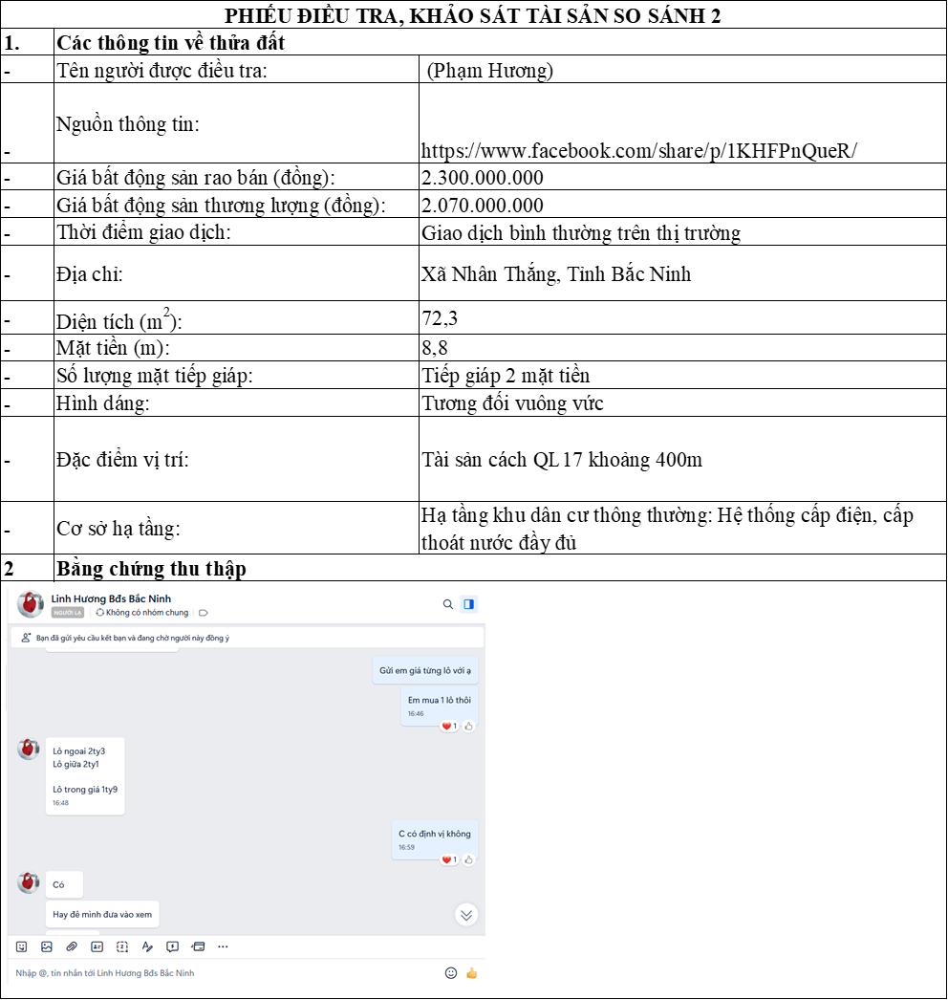 PHIẾU ĐIỀU TRA, KHẢO SÁT TÀI SẢN SO SÁNH 2
1. Các thông tin về thửa đất
- Tên người được điều tra: (Phạm Hương)
- Nguồn thông tin: https://www.facebook.com/share/p/1KHFPnQueR/
- Giá bất động sản rao bán (đồng): 2.300.000.000
- Giá bất động sản thương lượng (đồng): 2.070.000.000
- Thời điểm giao dịch: Giao dịch bình thường trên thị trường
- Địa chỉ: Xã Nhân Thắng, Tỉnh Bắc Ninh
- Diện tích (m²): 72,3
- Mặt tiền (m): 8,8
- Số lượng mặt tiếp giáp: Tiếp giáp 2 mặt tiền
- Hình dáng: Tương đối vuông vức
- Đặc điểm vị trí: Tài sản cách QL17 khoảng 400m
- Cơ sở hạ tầng: Hạ tầng khu dân cư thông thường: Hệ thống cấp điện, cấp
thoát nước đầy đủ
2 Bằng chứng thu thập
Linh Hương Bđs Bắc Ninh
NGƯỜI LẠ Không có nhóm chung
Bạn đã gửi yêu cầu kết bạn và đang chờ người này đồng ý
Gửi em giá từng lô với ạ
Em mua 1 lô thôi
16:46
1
Lô ngoai 2ty3
Lô giữa 2ty1
Lô trong giá 1ty9
16:48
C có định vị không
16:59
1
Có
Hay đê mình đưa vào xem
Nhập @, tin nhắn tới Linh Hương Bđs Bắc Ninh